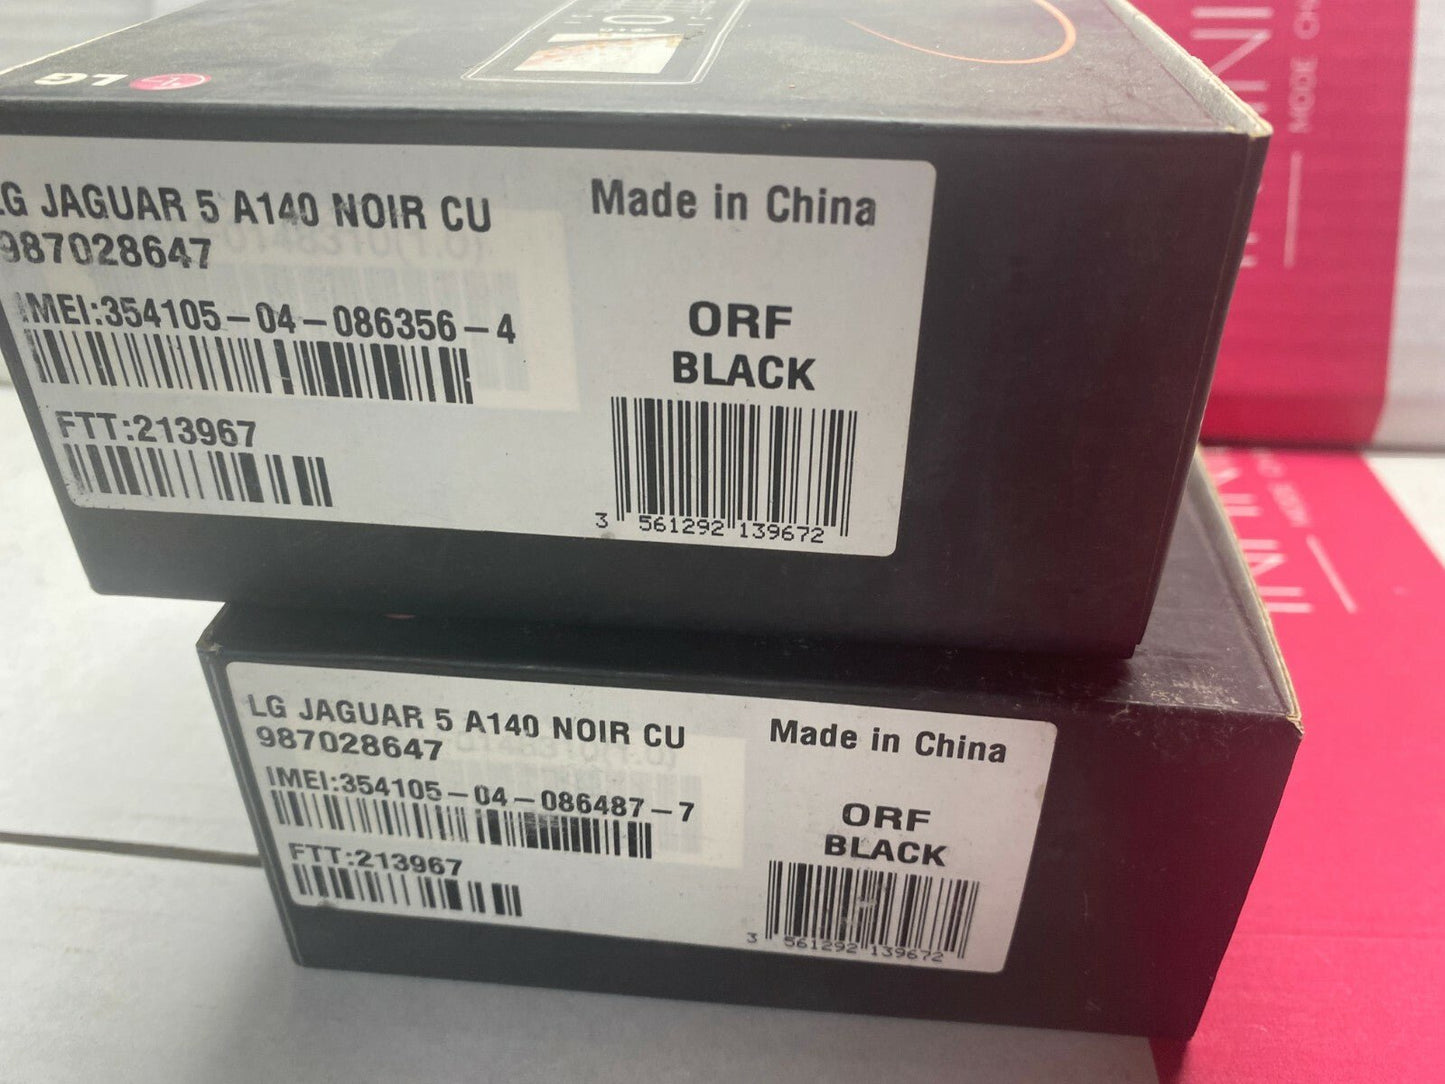 LG
LG JAGUAR 5 A140 NOIR CU
987028647
IMEI:354105-04-086356-4
FTT:213967
Made in China
ORF
BLACK
3 561292 139672
LG JAGUAR 5 A140 NOIR CU
987028647
IMEI:354105-04-086487-7
FTT:213967
Made in China
ORF
BLACK
3 561292 139672
MODE